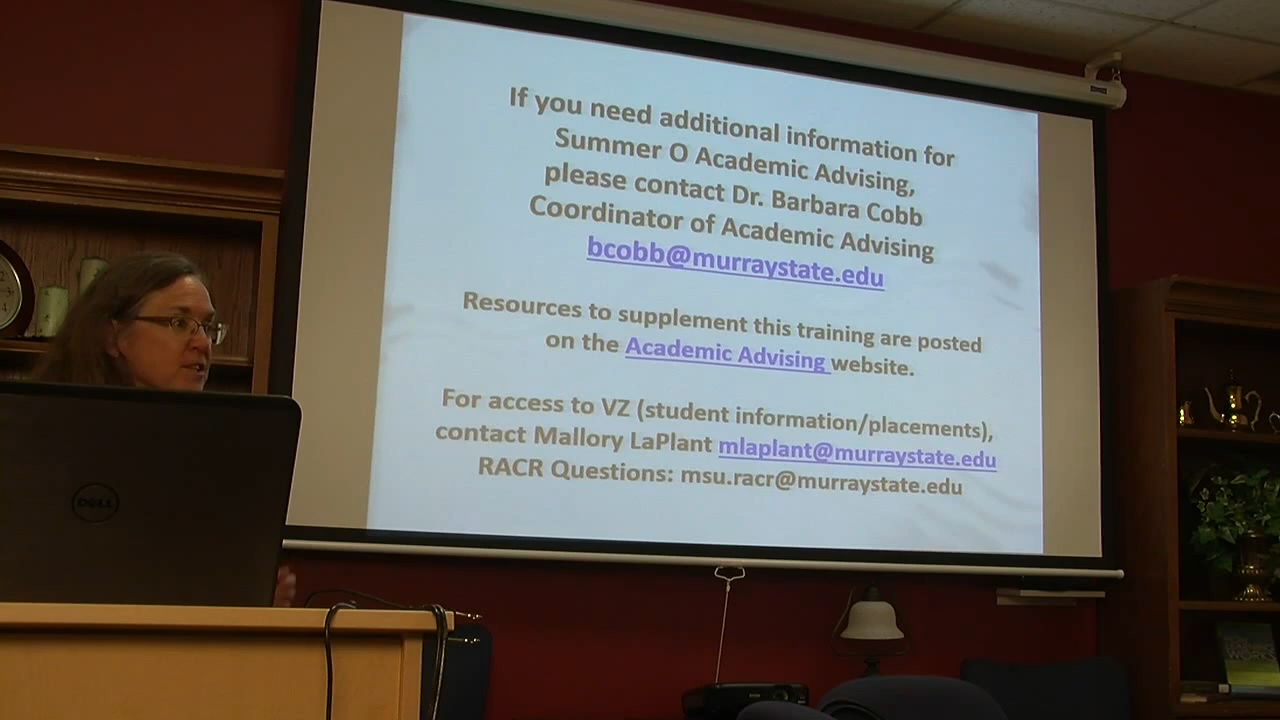 If you need additional information for
Summer O Academic Advising,
please contact Dr. Barbara Cobb
Coordinator of Academic Advising
bcobb@murraystate.edu
Resources to supplement this training are posted
on the Academic Advising website.
For access to VZ (student information/placements),
contact Mallory LaPlant mlaplant@murraystate.edu
RACR Questions: msu.racr@murraystate.edu
DELL